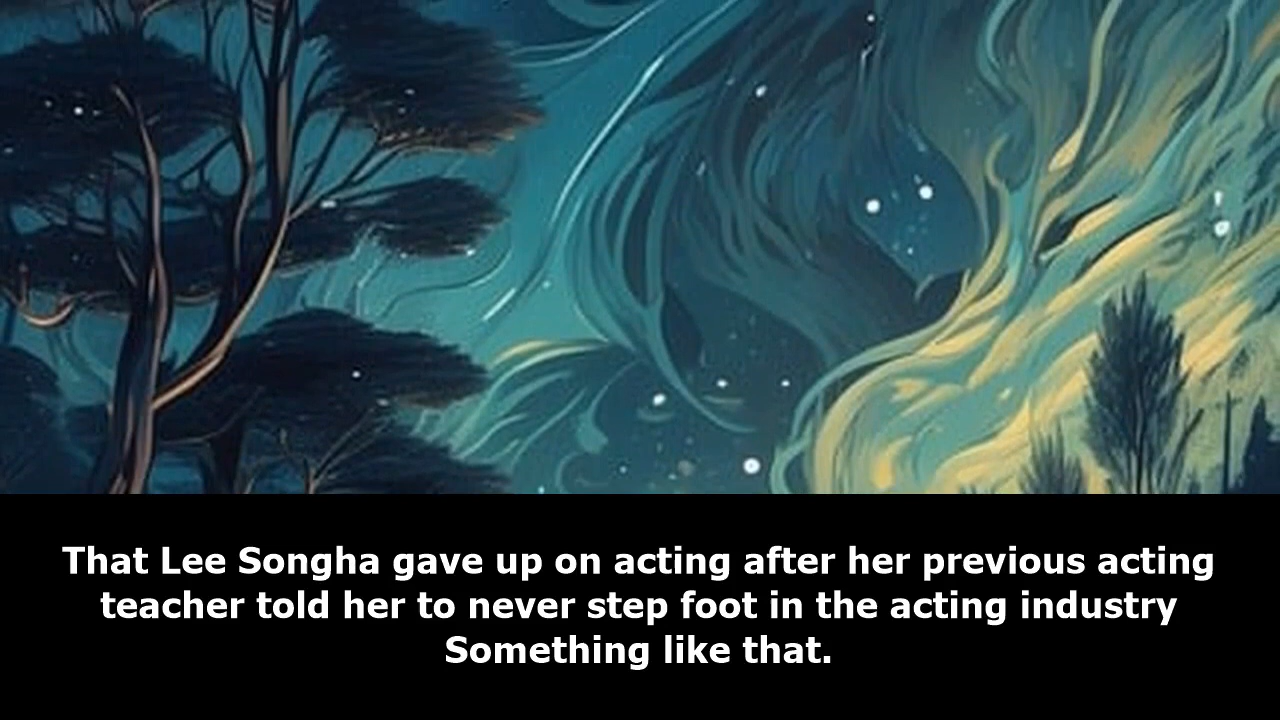 That Lee Songha gave up on acting after her previous acting
teacher told her to never step foot in the acting industry
Something like that.